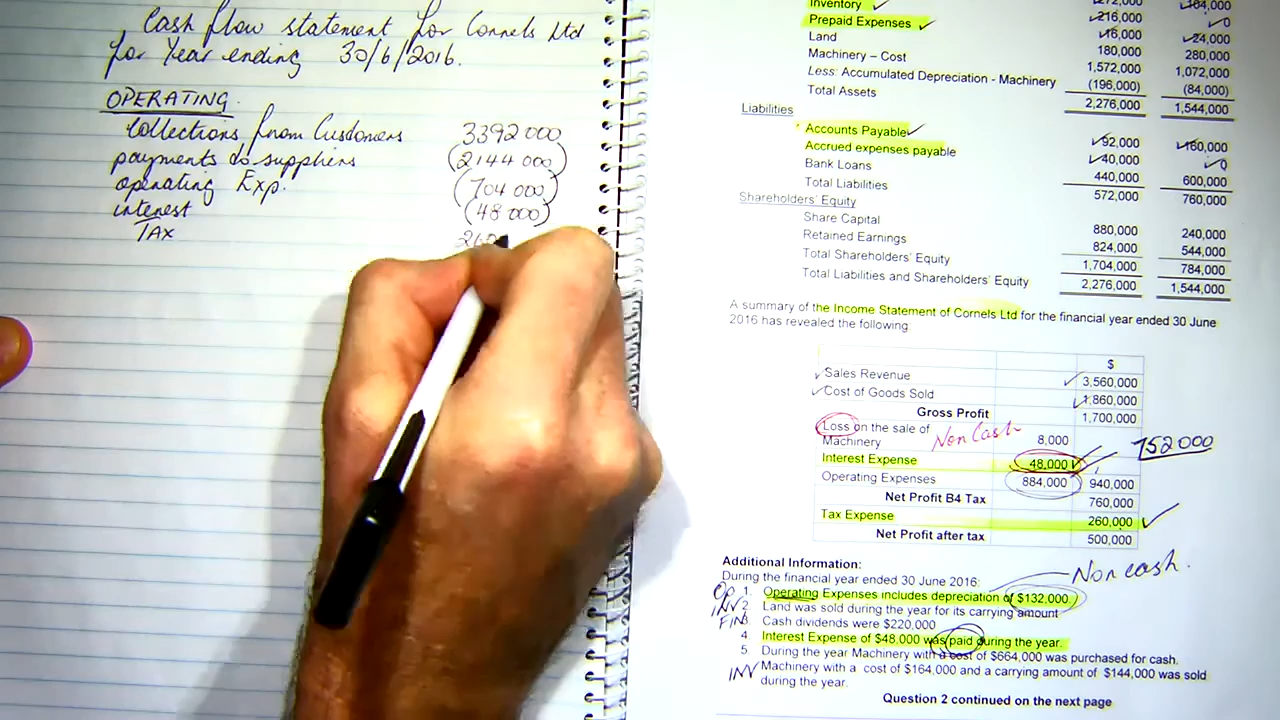 Cash flow statement for Connels Ltd
for Year ending 30/6/2016.
OPERATING.
Collections from Customers 3392 000
payments to suppliers (2144 000)
operating Exp. (704 000)
interest (48 000)
TAX 260
Inventory 272,000 184,000
Prepaid Expenses 216,000 0
Land 16,000 24,000
Machinery – Cost 180,000 280,000
Less: Accumulated Depreciation - Machinery 1,572,000 1,072,000
Total Assets (196,000) (84,000)
2,276,000 1,544,000
Liabilities
Accounts Payable 92,000 160,000
Accrued expenses payable 40,000 0
Bank Loans 440,000 600,000
Total Liabilities 572,000 760,000
Shareholders' Equity
Share Capital 880,000 240,000
Retained Earnings 824,000 544,000
Total Shareholders' Equity 1,704,000 784,000
Total Liabilities and Shareholders' Equity 2,276,000 1,544,000
A summary of the Income Statement of Cornels Ltd for the financial year ended 30 June
2016 has revealed the following:
$
Sales Revenue 3,560,000
Cost of Goods Sold 1,860,000
Gross Profit 1,700,000
Loss on the sale of
Machinery Non Cash 8,000 752000
Interest Expense 48,000
Operating Expenses 884,000 940,000
Net Profit B4 Tax 760,000
Tax Expense 260,000
Net Profit after tax 500,000
Additional Information:
During the financial year ended 30 June 2016: Non cash.
OP 1. Operating Expenses includes depreciation of $132,000.
INV 2. Land was sold during the year for its carrying amount
FIN 3. Cash dividends were $220,000
4 Interest Expense of $48,000 was paid during the year.
5 During the year Machinery with a cost of $664,000 was purchased for cash.
INV Machinery with a cost of $164,000 and a carrying amount of $144,000 was sold
during the year.
Question 2 continued on the next page